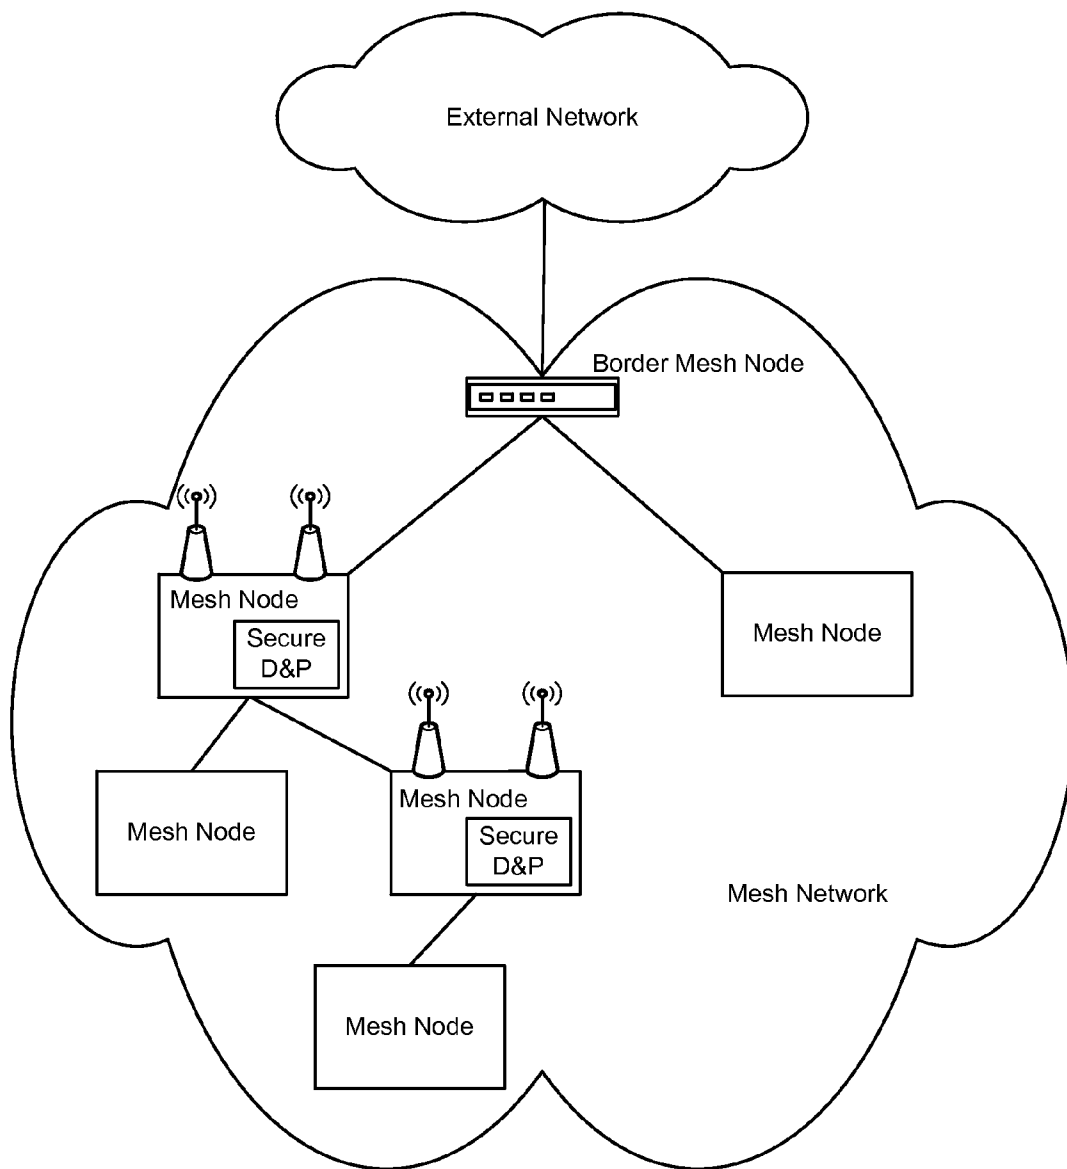 External Network
Border Mesh Node
Mesh Node
Secure
D&P
Mesh Node
Mesh Node
Secure
D&P
Mesh Node
Mesh Network
Mesh Node